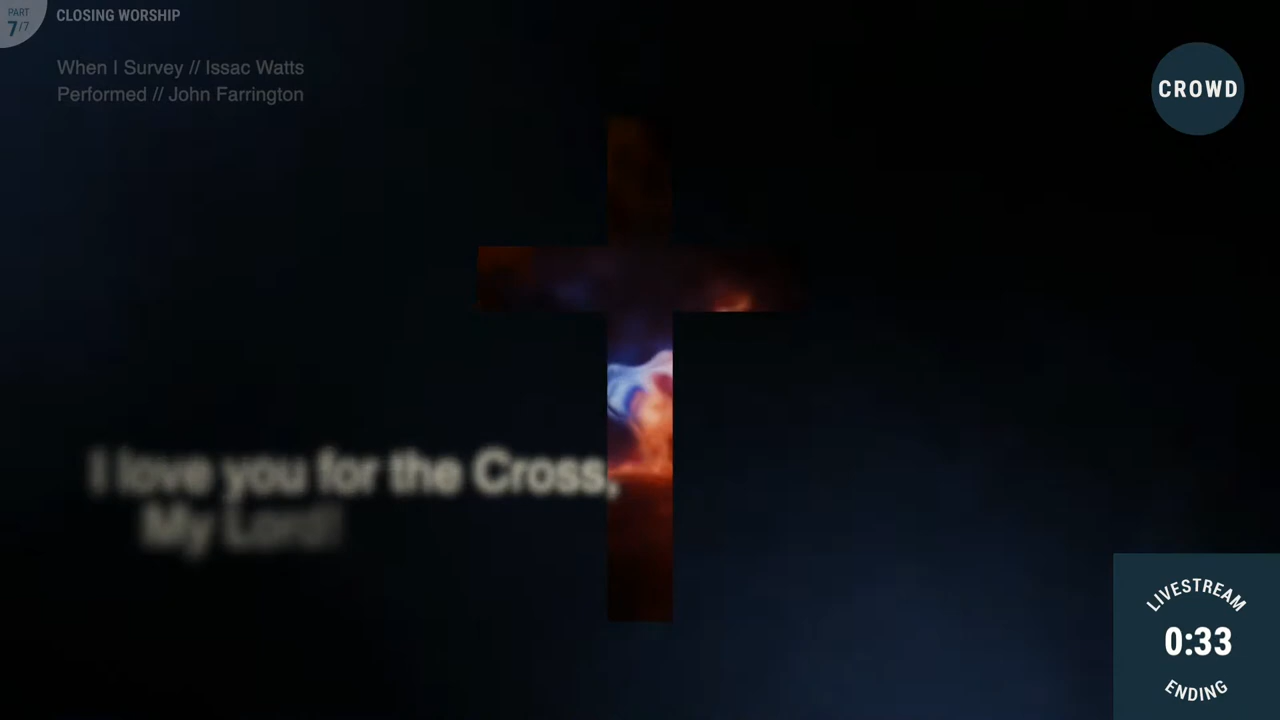 PART
7/7
CLOSING WORSHIP
When I Survey // Issac Watts
Performed // John Farrington
CROWD
I love you for the Cross,
My Lord!
LIVESTREAM
0:33
ENDING